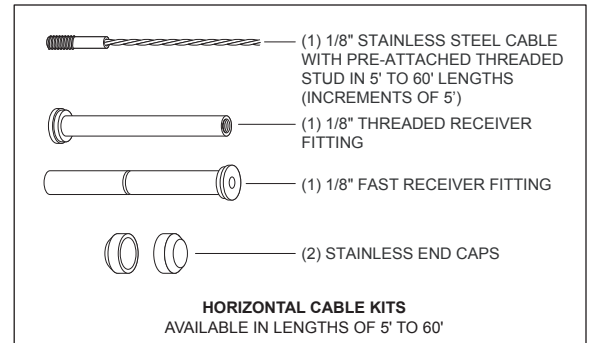 (1) 1/8" STAINLESS STEEL CABLE
WITH PRE-ATTACHED THREADED
STUD IN 5' TO 60' LENGTHS
(INCREMENTS OF 5’)
(1) 1/8" THREADED RECEIVER
FITTING
(1) 1/8" FAST RECEIVER FITTING
(2) STAINLESS END CAPS
HORIZONTAL CABLE KITS
AVAILABLE IN LENGTHS OF 5' TO 60'